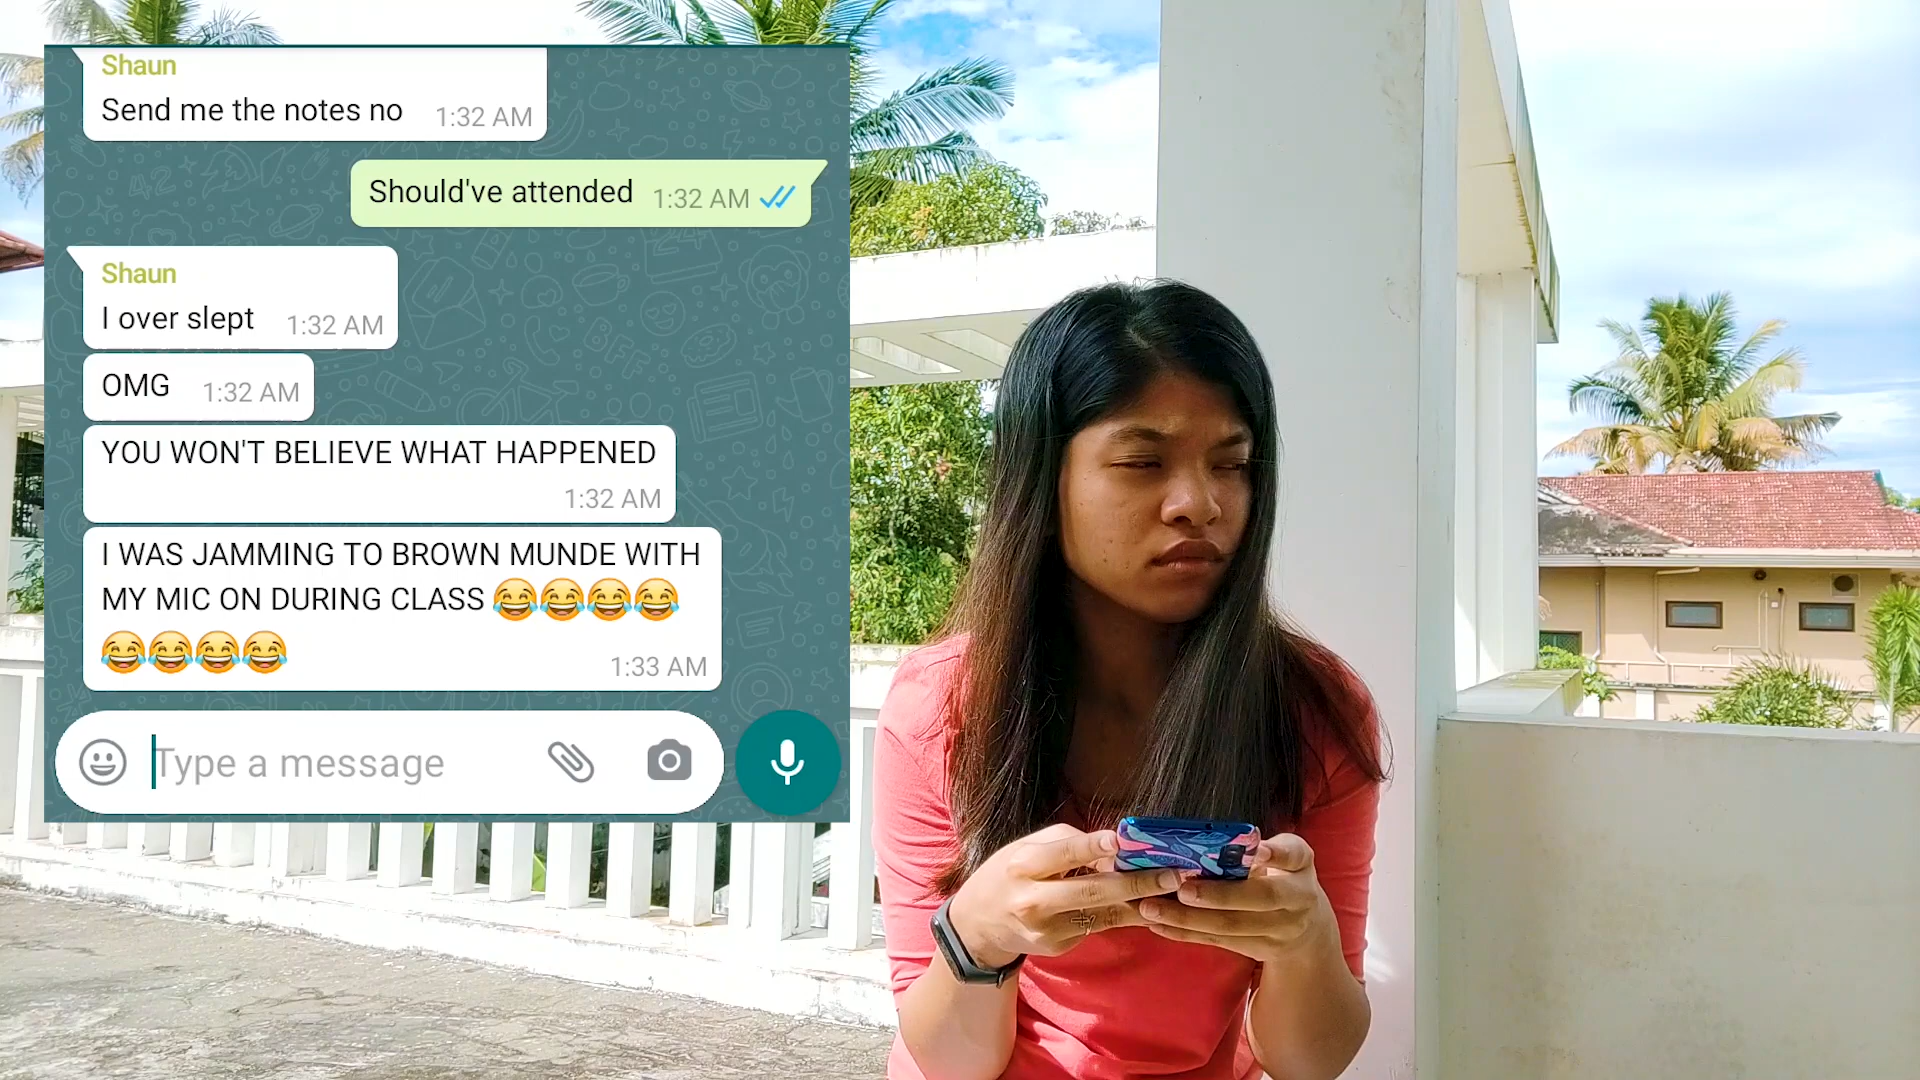 Shaun
Send me the notes no 1:32 AM
Should've attended 1:32 AM
Shaun
I over slept 1:32 AM
OMG 1:32 AM
YOU WON'T BELIEVE WHAT HAPPENED
1:32 AM
I WAS JAMMING TO BROWN MUNDE WITH
MY MIC ON DURING CLASS 😂😂😂😂
😂😂😂😂 1:33 AM
Type a message